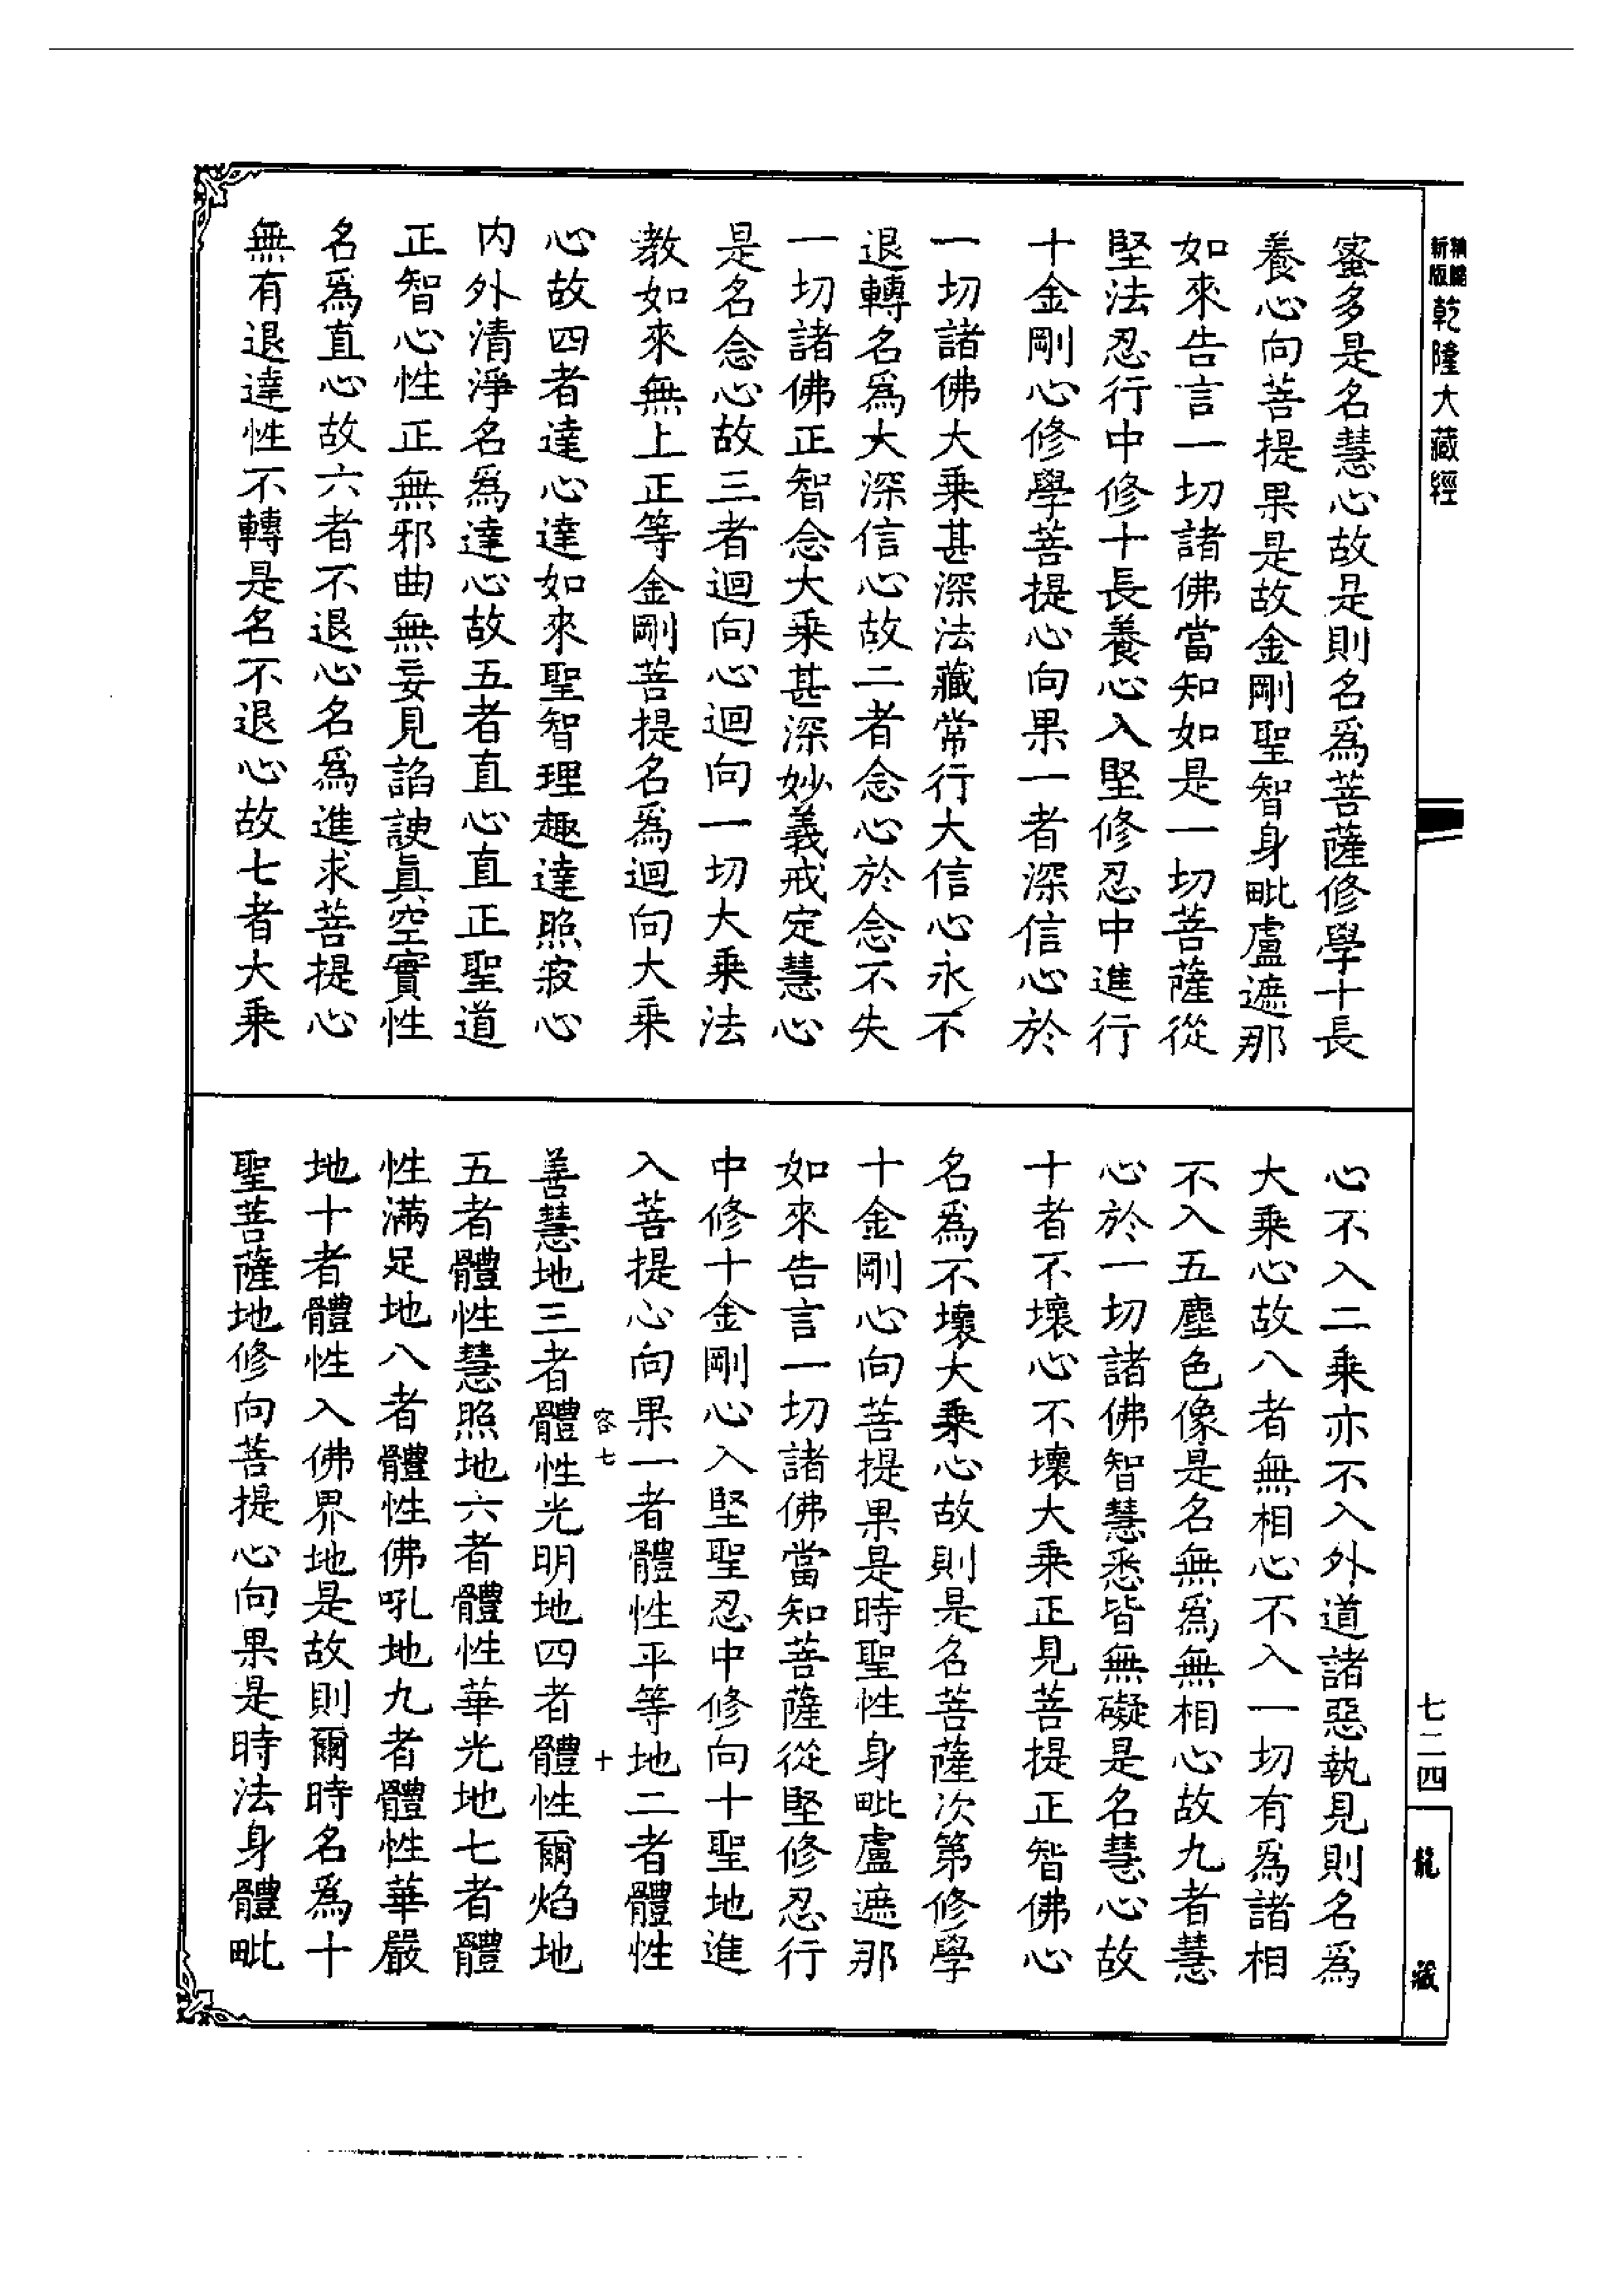 新版
乾隆大藏經
蜜多是名慧心故是則名爲菩薩修學十長
養心向菩提果是故金剛聖智身毗盧遮那
如來告言一切諸佛當知如是一切菩薩從
堅法忍行中修十長養心入堅修忍中進行
十金剛心修學菩提心向果一者深信心於
一切諸佛大乘甚深法藏常行大信心永不
退轉名爲大深信心故二者念心於念不失
一切諸佛正智念大乘甚深妙義戒定慧心
是名念心故三者迴向心迴向一切大乘法
教如來無上正等金剛菩提名爲迴向大乘
心故四者達心達如來聖智理趣達照寂心
内外清淨名爲達心故五者直心直正聖道
正智心性正無邪曲無妄見諂諛眞空實性
名爲直心故六者不退心名爲進求菩提心
無有退達性不轉是名不退心故七者大乘
心不入二乘亦不入外道諸惡執見則名爲
大乘心故八者無相心不入一切有爲諸相
不入五塵色像是名無爲無相心故九者慧
心於一切諸佛智慧悉皆無礙是名慧心故
十者不壞心不壞大乘正見菩提正智佛心
名爲不壞大乘心故則是名菩薩次第修學
十金剛心向菩提果是時聖性身毗盧遮那
如來告言一切諸佛當知菩薩從堅修忍行
中修十金剛心入堅聖忍中修向十聖地進
入菩提心向果一者體性平等地二者體性
容七
十
善慧地三者體性光明地四者體性爾焰地
五者體性慧照地六者體性華光地七者體
性滿足地八者體性佛吼地九者體性華嚴
地十者體性入佛界地是故則爾時名爲十
聖菩薩地修向菩提心向果是時法身體毗
七二四
龍藏